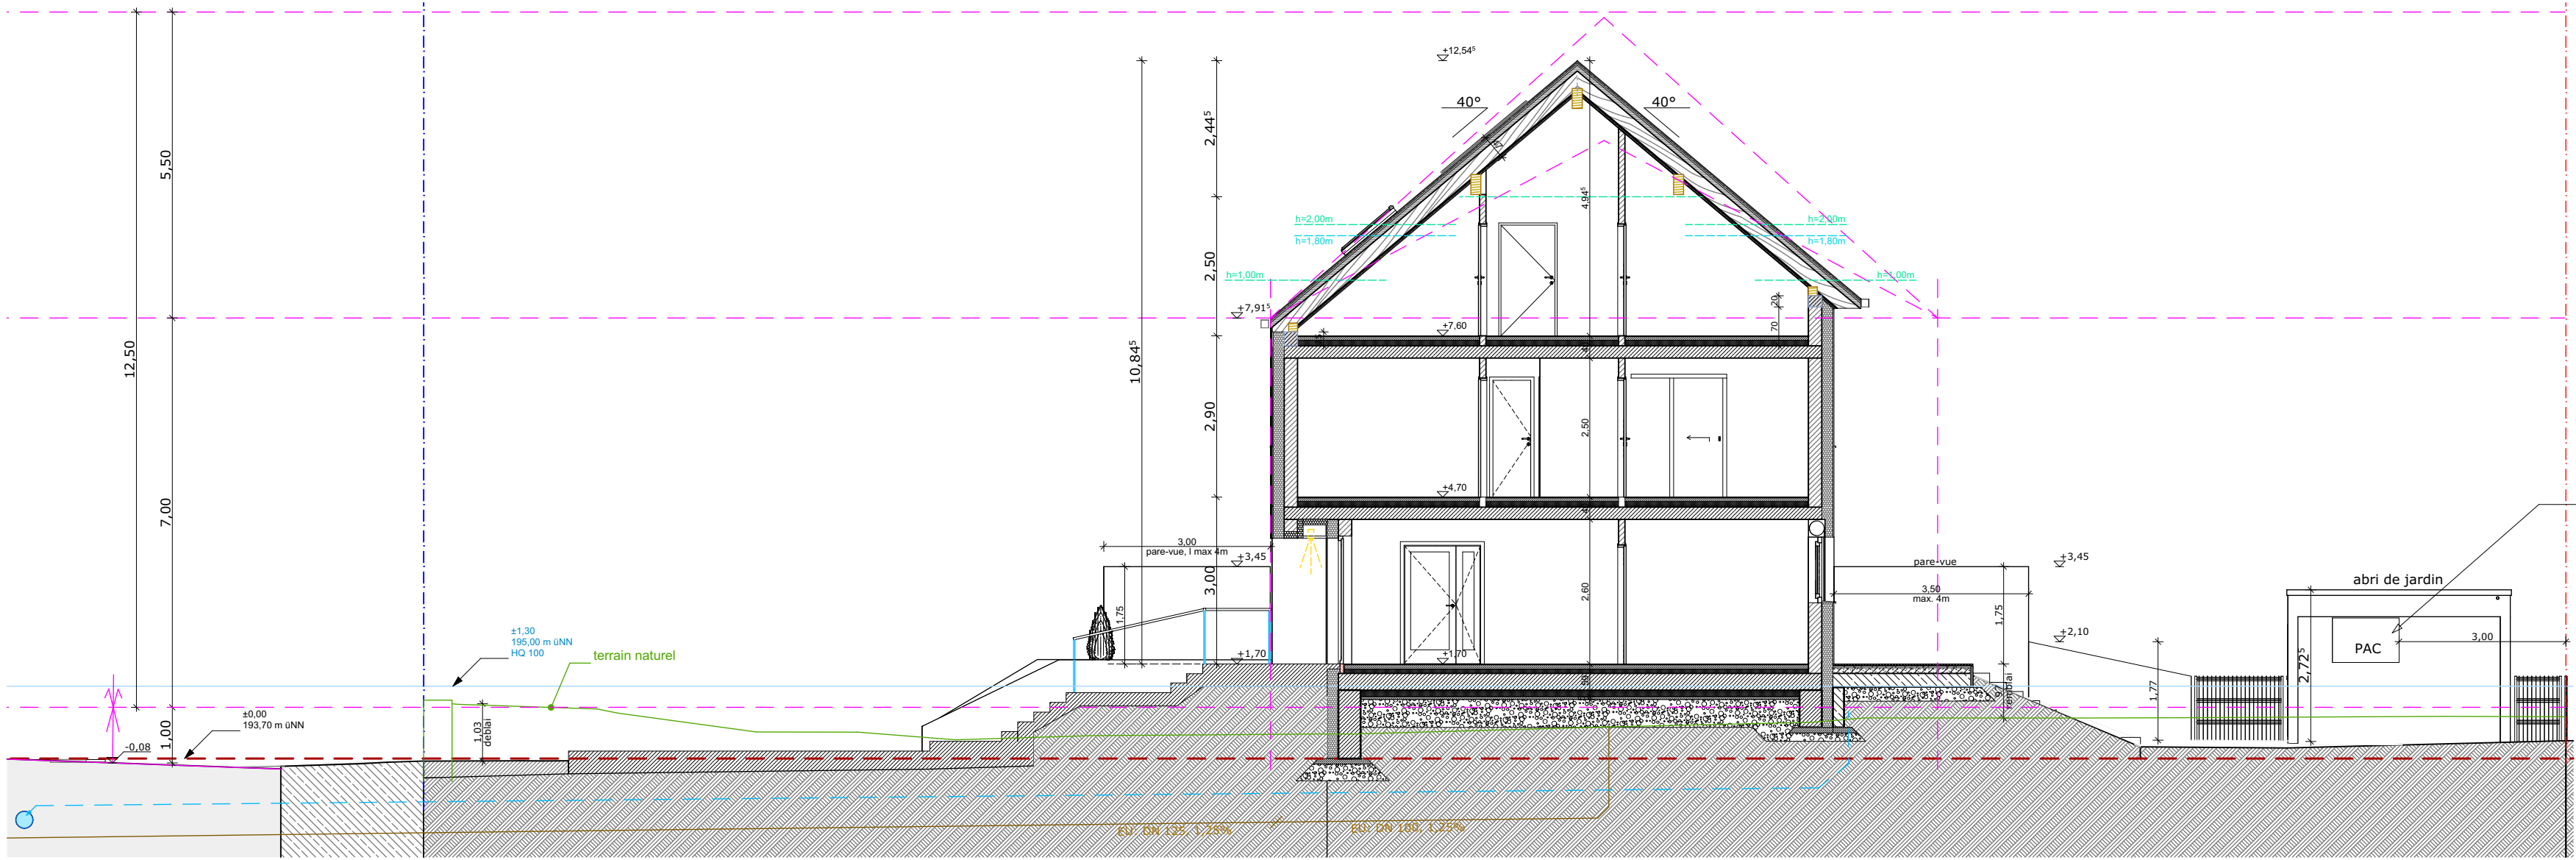 +12,54⁵
40°
40°
2,44⁵
5,50
47
4,94⁵
h=2,00m
h=1,80m
h=2,00m
h=1,80m
2,50
h=1,00m
h=1,00m
+7,91⁵
20
70
+7,60
12,50
10,84⁵
2,90
2,50
+4,70
7,00
3,00
pare-vue, l max 4m
+3,45
3,00
1,75
2,60
pare-vue
+3,45
3,50
max. 4m
1,75
abri de jardin
PAC
3,00
2,72⁵
+2,10
1,77
±1,30
195,00 m üNN
HQ 100
terrain naturel
+1,70
+1,70
97
remblai
1,03
deblai
±0,00
193,70 m üNN
1,00
-0,08
EU: DN 125, 1,25%
EU: DN 100, 1,25%